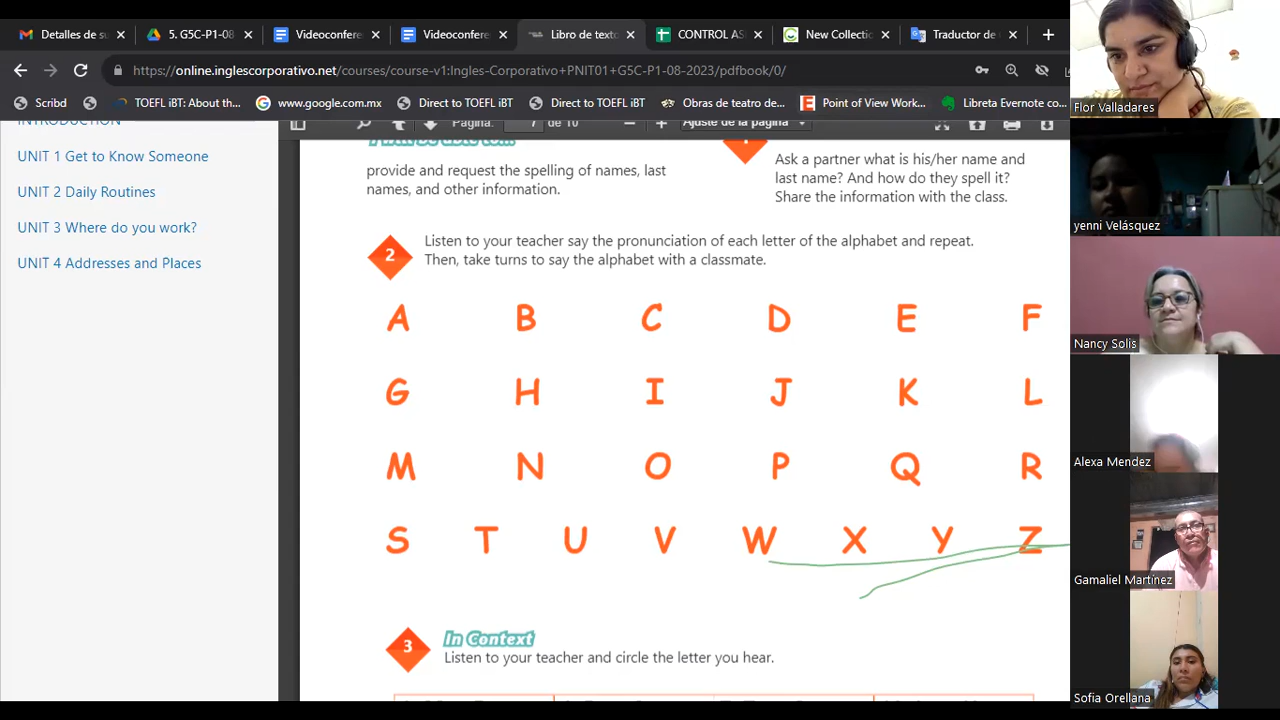 Detalles de su
5. G5C-P1-08
Videoconfere
Videoconfere
Libro de texto
CONTROL AS
New Collectic
Traductor de
https://online.inglescorporativo.net/courses/course-v1:Ingles-Corporativo+PNIT01+G5C-P1-08-2023/pdfbook/0/
Scribd
TOEFL iBT: About th...
www.google.com.mx
Direct to TOEFL iBT
Direct to TOEFL iBT
Obras de teatro de...
Point of View Work...
Libreta Evernote co...
INTRODUCTION
UNIT 1 Get to Know Someone
UNIT 2 Daily Routines
UNIT 3 Where do you work?
UNIT 4 Addresses and Places
Página: 7 de 10
Ajuste de la página
I will be able to...
provide and request the spelling of names, last
names, and other information.
1
Ask a partner what is his/her name and
last name? And how do they spell it?
Share the information with the class.
2
Listen to your teacher say the pronunciation of each letter of the alphabet and repeat.
Then, take turns to say the alphabet with a classmate.
A B C D E F
G H I J K L
M N O P Q R
S T U V W X Y Z
3
In Context
Listen to your teacher and circle the letter you hear.
Flor Valladares
yenni Velásquez
Nancy Solis
Alexa Mendez
Gamaliel Martinez
Sofia Orellana